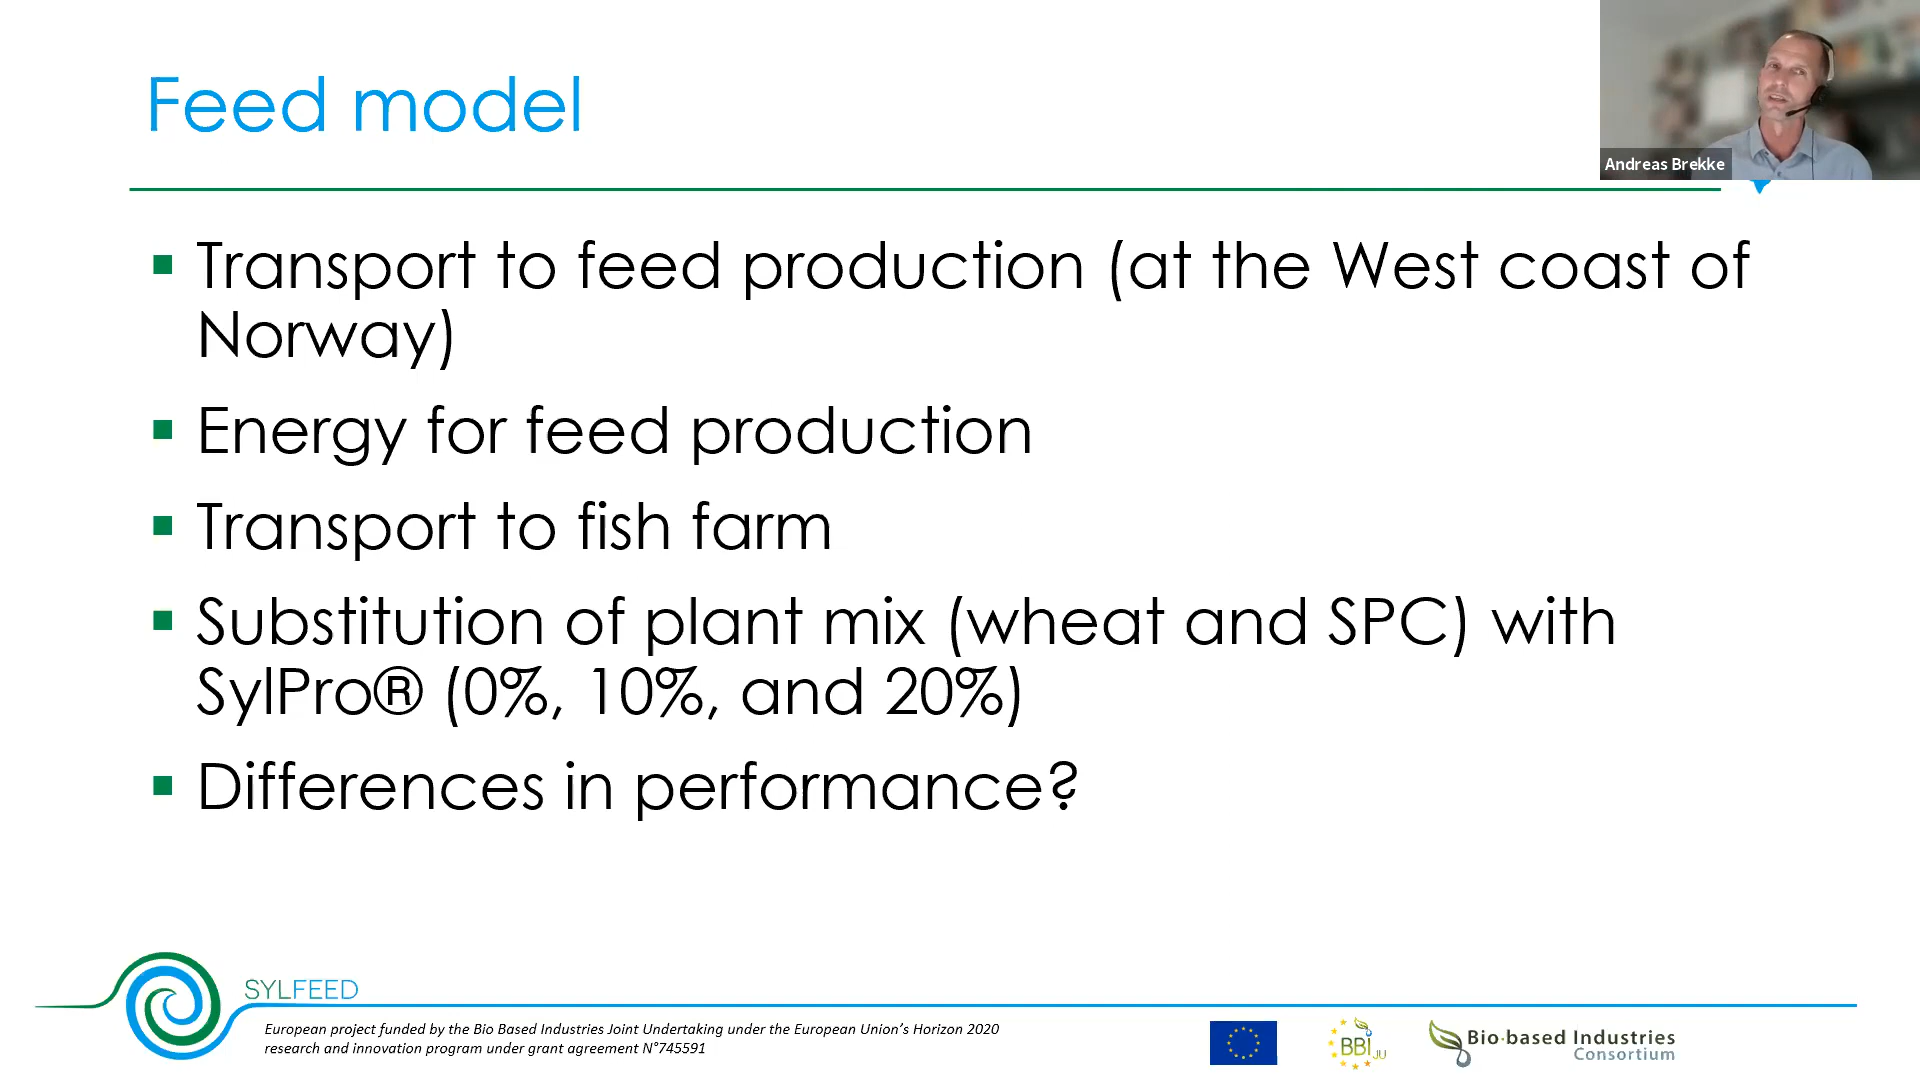 Feed model
Andreas Brekke
▪ Transport to feed production (at the West coast of
Norway)
▪ Energy for feed production
▪ Transport to fish farm
▪ Substitution of plant mix (wheat and SPC) with
SylPro® (0%, 10%, and 20%)
▪ Differences in performance?
SYLFEED
European project funded by the Bio Based Industries Joint Undertaking under the European Union's Horizon 2020
research and innovation program under grant agreement N°745591
BBI JU
Bio-based Industries
Consortium